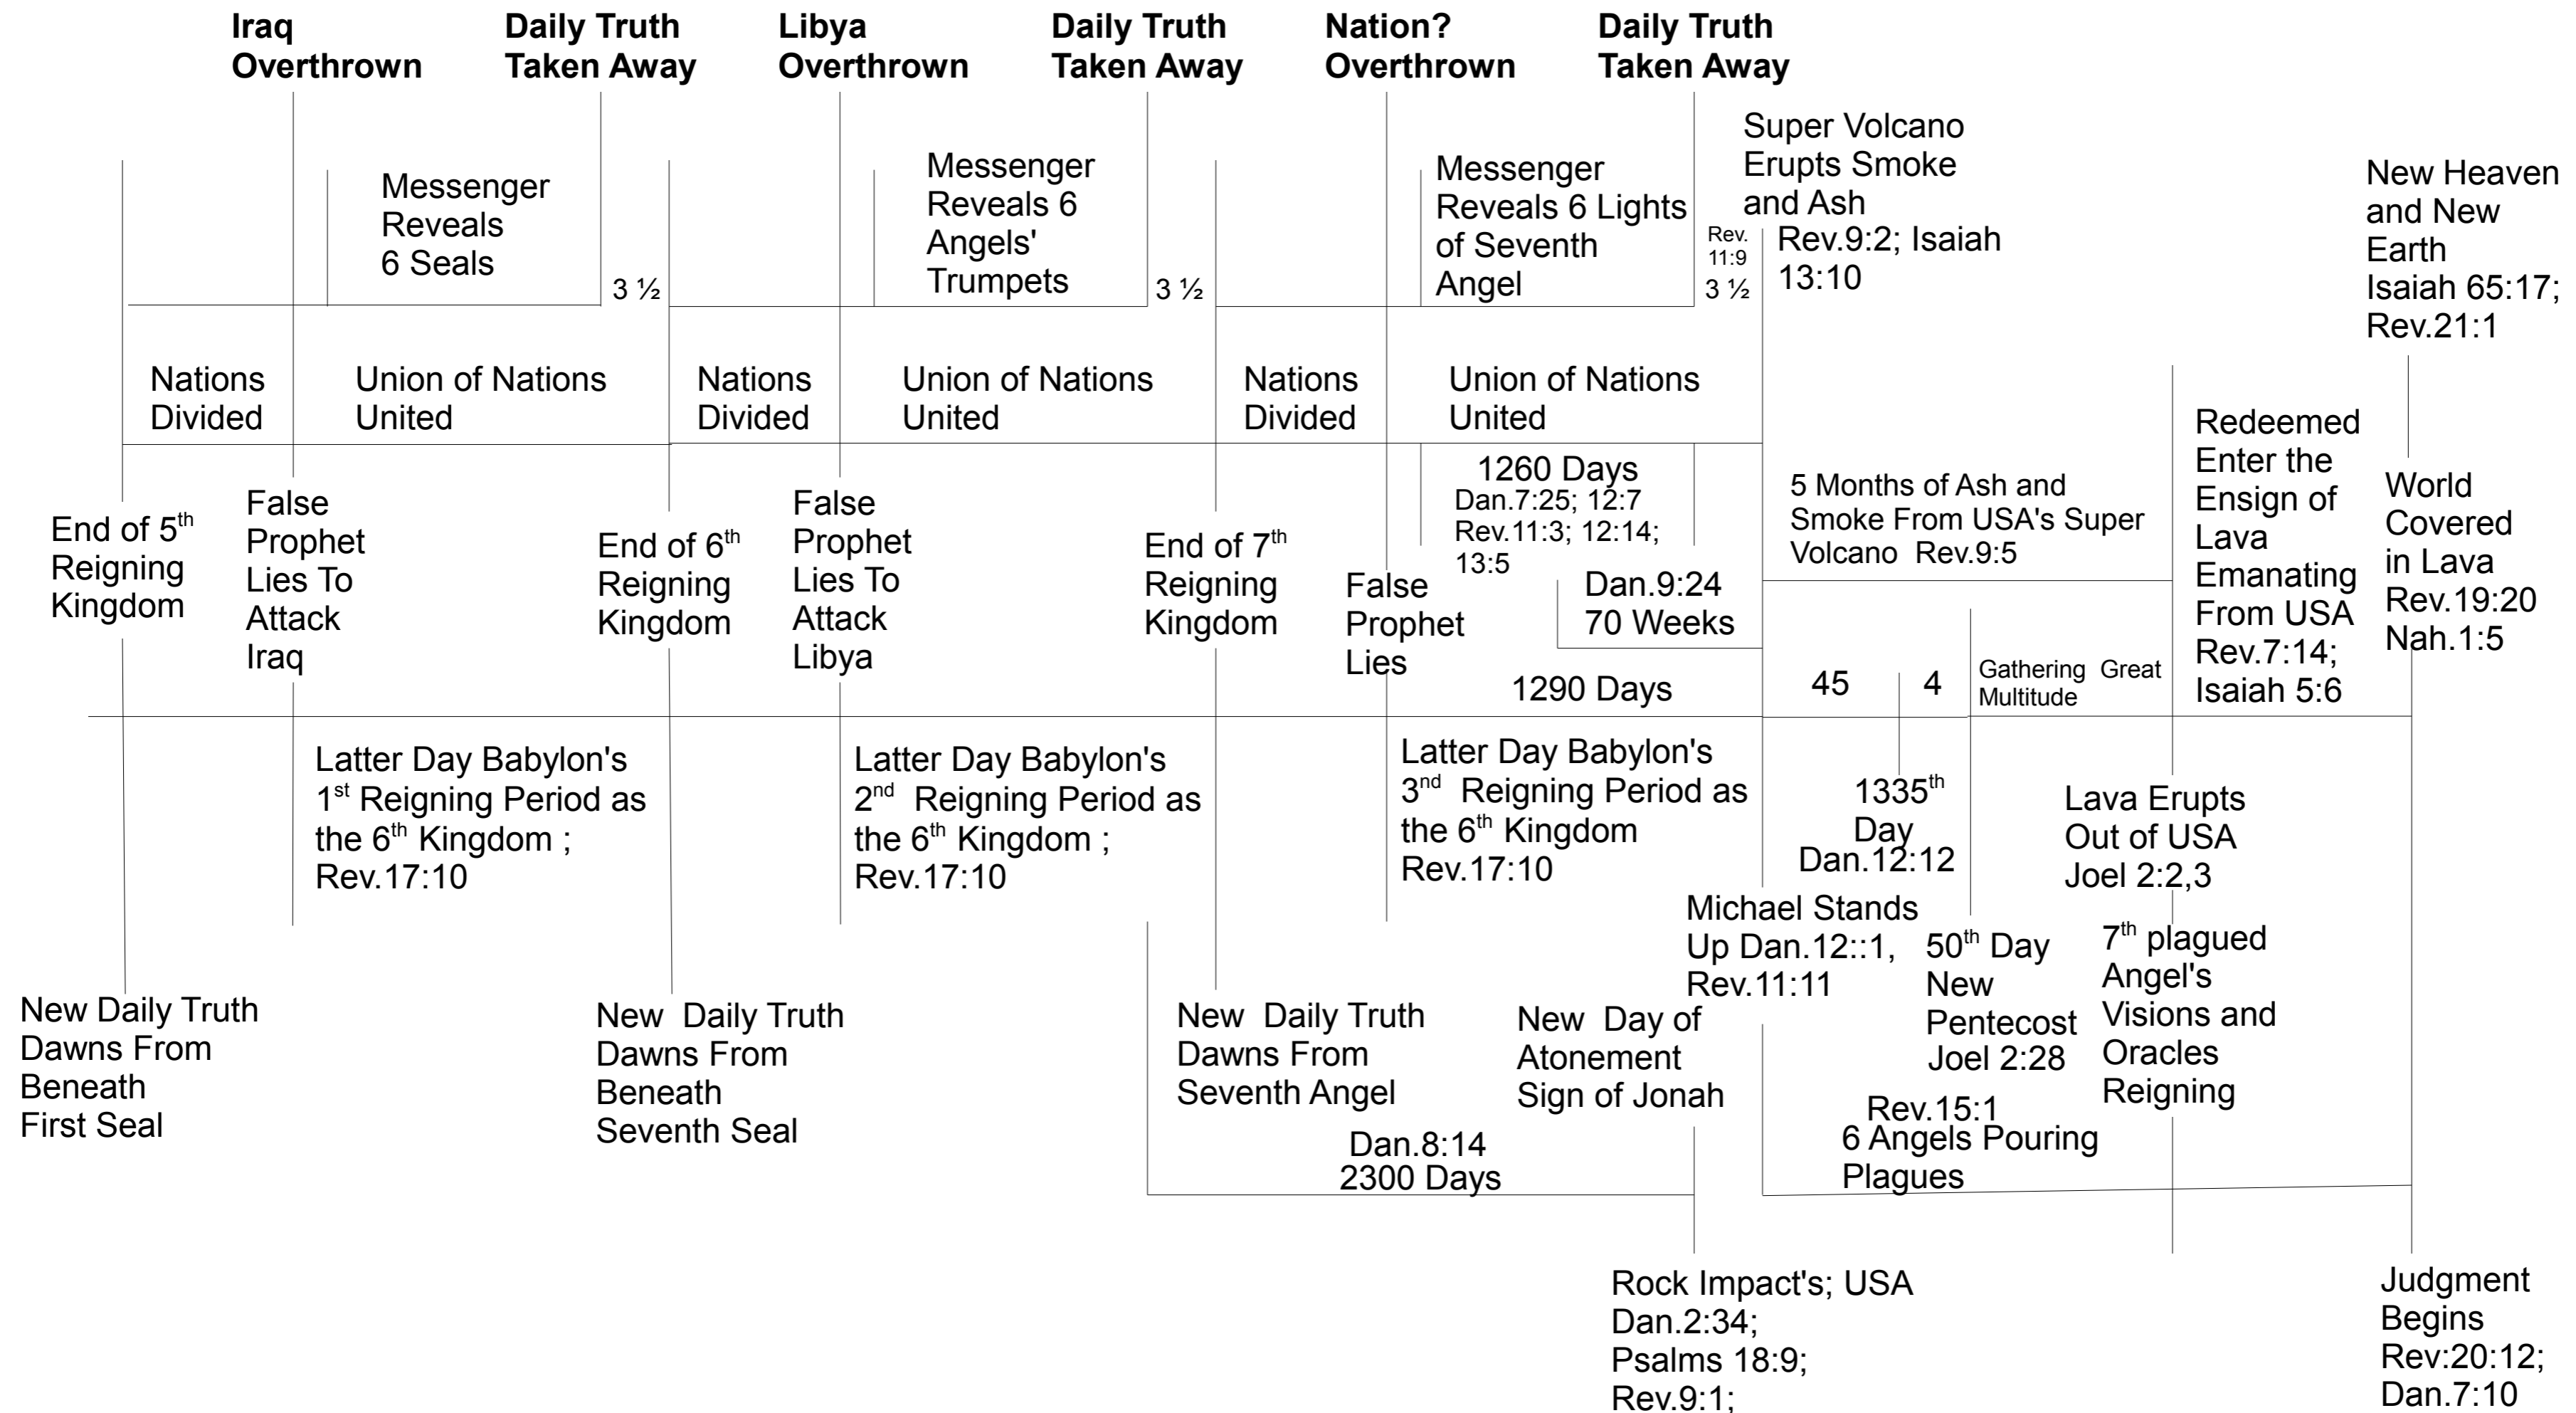 Iraq
Overthrown
Daily Truth
Taken Away
Libya
Overthrown
Daily Truth
Taken Away
Nation?
Overthrown
Daily Truth
Taken Away
Messenger
Reveals
6 Seals
3 ½
Messenger
Reveals 6
Angels'
Trumpets
3 ½
Messenger
Reveals 6 Lights
of Seventh
Angel
Rev.
11:9
3 ½
Super Volcano
Erupts Smoke
and Ash
Rev.9:2; Isaiah
13:10
New Heaven
and New
Earth
Isaiah 65:17;
Rev.21:1
Nations
Divided
Union of Nations
United
Nations
Divided
Union of Nations
United
Nations
Divided
Union of Nations
United
End of 5th
Reigning
Kingdom
False
Prophet
Lies To
Attack
Iraq
End of 6th
Reigning
Kingdom
False
Prophet
Lies To
Attack
Libya
End of 7th
Reigning
Kingdom
False
Prophet
Lies
1260 Days
Dan.7:25; 12:7
Rev.11:3; 12:14;
13:5
Dan.9:24
70 Weeks
1290 Days
5 Months of Ash and
Smoke From USA's Super
Volcano  Rev.9:5
45
4
Gathering  Great
Multitude
Redeemed
Enter the
Ensign of
Lava
Emanating
From USA
Rev.7:14;
Isaiah 5:6
World
Covered
in Lava
Rev.19:20
Nah.1:5
Latter Day Babylon's
1st Reigning Period as
the 6th Kingdom ;
Rev.17:10
Latter Day Babylon's
2nd  Reigning Period as
the 6th Kingdom ;
Rev.17:10
Latter Day Babylon's
3nd  Reigning Period as
the 6th Kingdom
Rev.17:10
1335th
Day
Dan.12:12
Lava Erupts
Out of USA
Joel 2:2,3
Michael Stands
Up Dan.12::1,
Rev.11:11
50th Day
New
Pentecost
Joel 2:28
7th plagued
Angel's
Visions and
Oracles
Reigning
New Daily Truth
Dawns From
Beneath
First Seal
New  Daily Truth
Dawns From
Beneath
Seventh Seal
New  Daily Truth
Dawns From
Seventh Angel
New  Day of
Atonement
Sign of Jonah
Dan.8:14
2300 Days
Rev.15:1
6 Angels Pouring
Plagues
Rock Impact's; USA
Dan.2:34;
Psalms 18:9;
Rev.9:1;
Judgment
Begins
Rev:20:12;
Dan.7:10